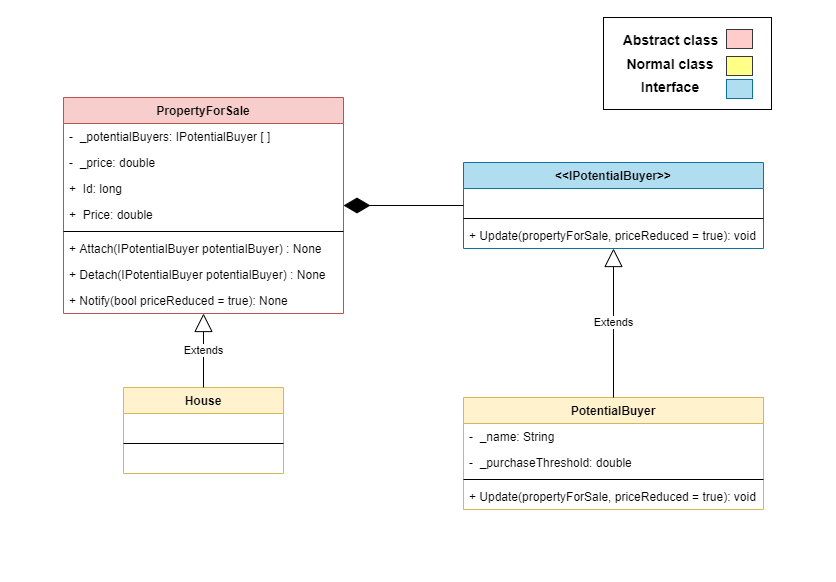 Abstract class
Normal class
Interface
PropertyForSale
- _potentialBuyers: IPotentialBuyer [ ]
- _price: double
+ Id: long
+ Price: double
+ Attach(IPotentialBuyer potentialBuyer) : None
+ Detach(IPotentialBuyer potentialBuyer) : None
+ Notify(bool priceReduced = true): None
<<IPotentialBuyer>>
+ Update(propertyForSale, priceReduced = true): void
Extends
Extends
House
PotentialBuyer
- _name: String
- _purchaseThreshold: double
+ Update(propertyForSale, priceReduced = true): void